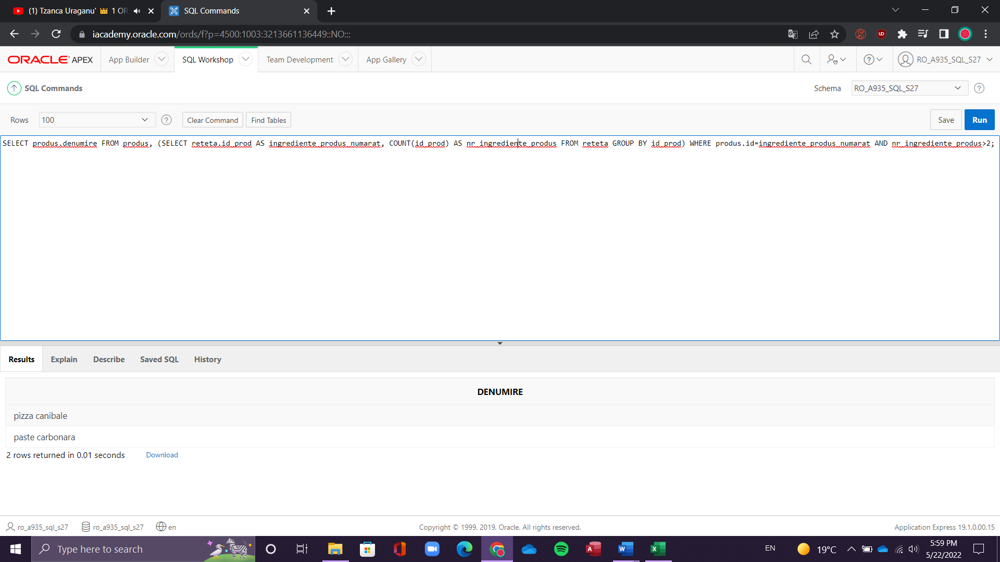 (1) Tzanca Uraganu' 👑 1 OR
SQL Commands
iacademy.oracle.com/ords/f?p=4500:1003:3213661136449::NO:::
ORACLE APEX
App Builder
SQL Workshop
Team Development
App Gallery
RO_A935_SQL_S27
SQL Commands
Schema
RO_A935_SQL_S27
Rows
100
Clear Command
Find Tables
Save
Run
SELECT produs.denumire FROM produs, (SELECT reteta.id_prod AS ingrediente_produs_numarat, COUNT(id_prod) AS nr_ingrediente_produs FROM reteta GROUP BY id_prod) WHERE produs.id=ingrediente_produs_numarat AND nr_ingrediente_produs>2;
Results
Explain
Describe
Saved SQL
History
DENUMIRE
pizza canibale
paste carbonara
2 rows returned in 0.01 seconds
Download
ro_a935_sql_s27
ro_a935_sql_s27
en
Copyright © 1999, 2019, Oracle. All rights reserved.
Application Express 19.1.0.00.15
Type here to search
EN
19°C
5:59 PM
5/22/2022